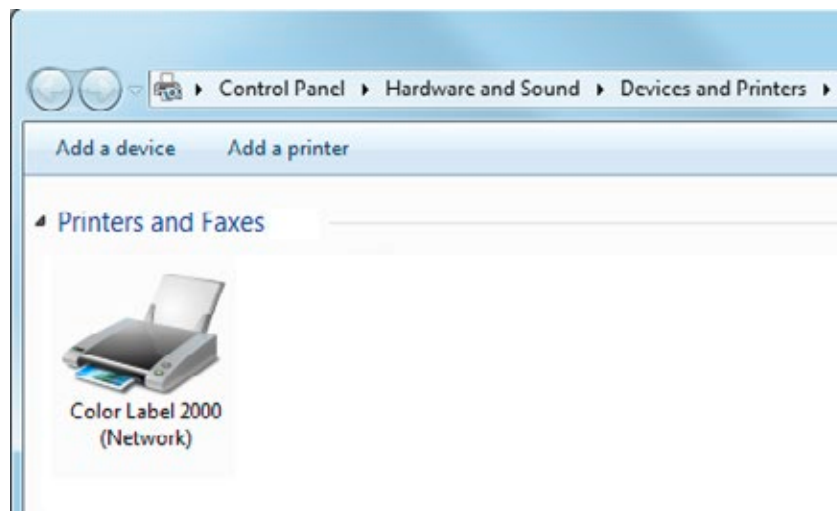 Control Panel ▸ Hardware and Sound ▸ Devices and Printers ▸
Add a device Add a printer
Printers and Faxes
Color Label 2000
(Network)